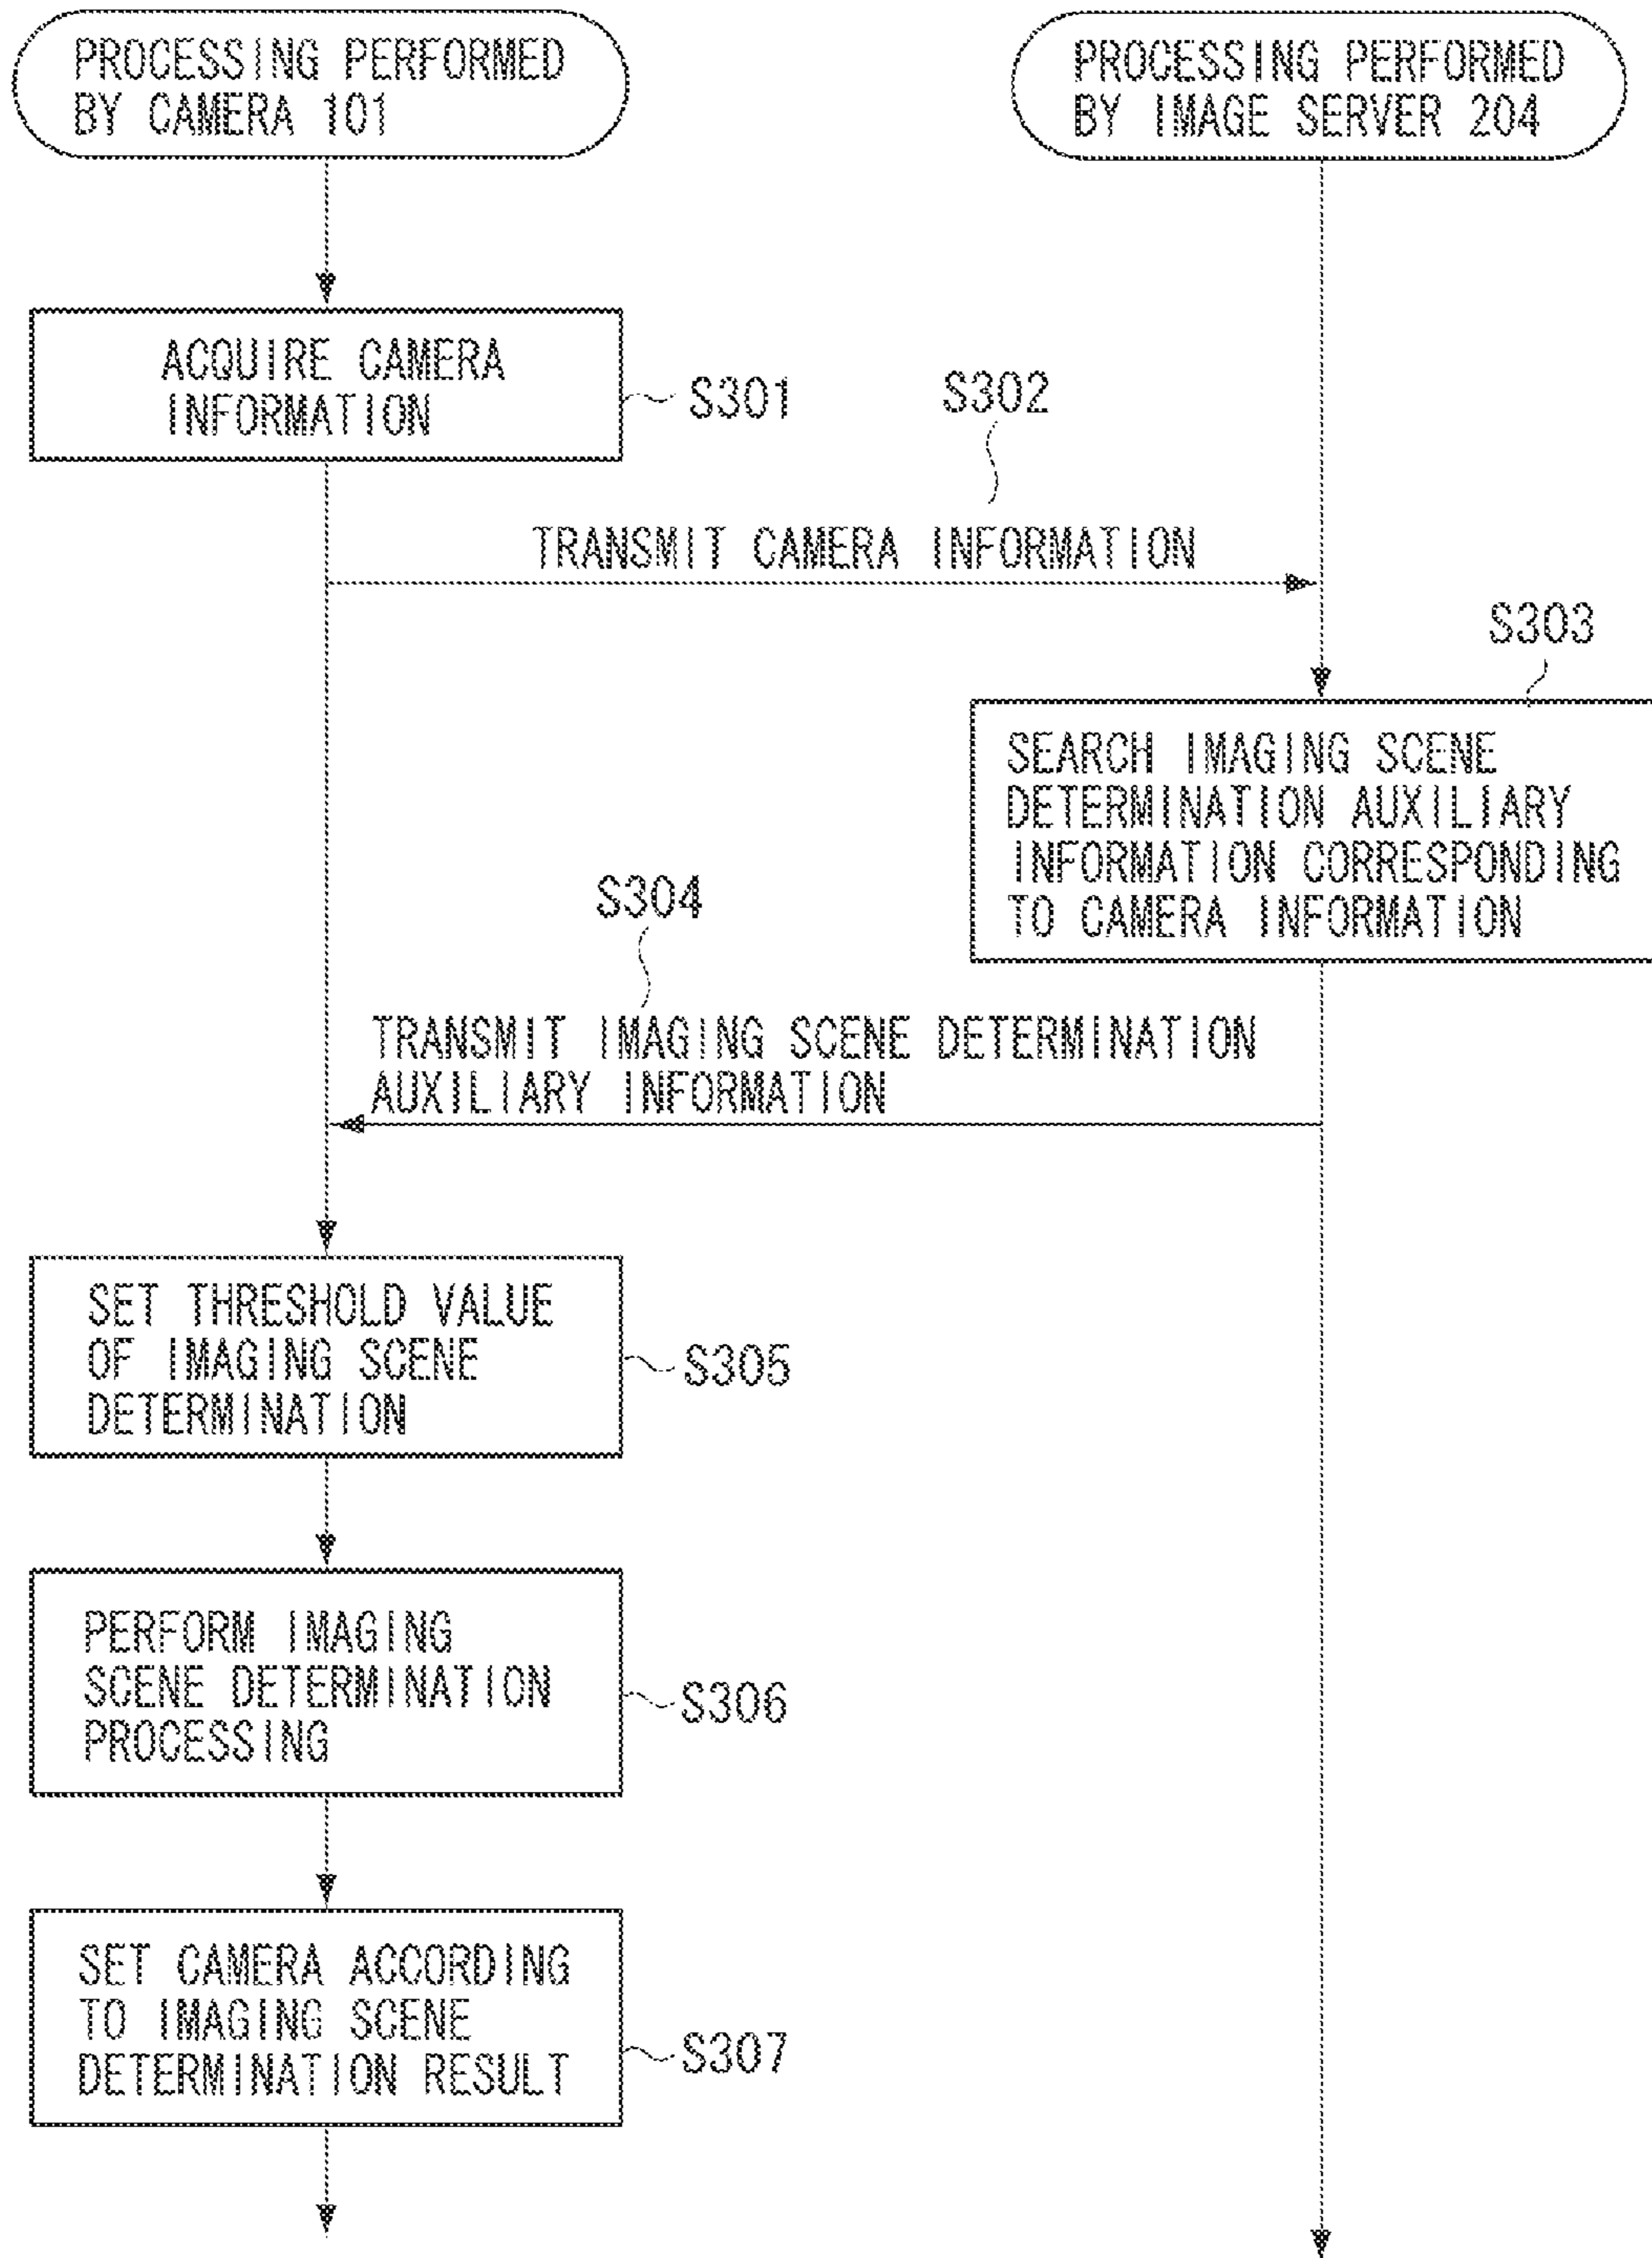 PROCESSING PERFORMED
BY CAMERA 101
PROCESSING PERFORMED
BY IMAGE SERVER 204
ACQUIRE CAMERA
INFORMATION
S301
S302
TRANSMIT CAMERA INFORMATION
S303
SEARCH IMAGING SCENE
DETERMINATION AUXILIARY
INFORMATION CORRESPONDING
TO CAMERA INFORMATION
S304
TRANSMIT IMAGING SCENE DETERMINATION
AUXILIARY INFORMATION
SET THRESHOLD VALUE
OF IMAGING SCENE
DETERMINATION
S305
PERFORM IMAGING
SCENE DETERMINATION
PROCESSING
S306
SET CAMERA ACCORDING
TO IMAGING SCENE
DETERMINATION RESULT
S307